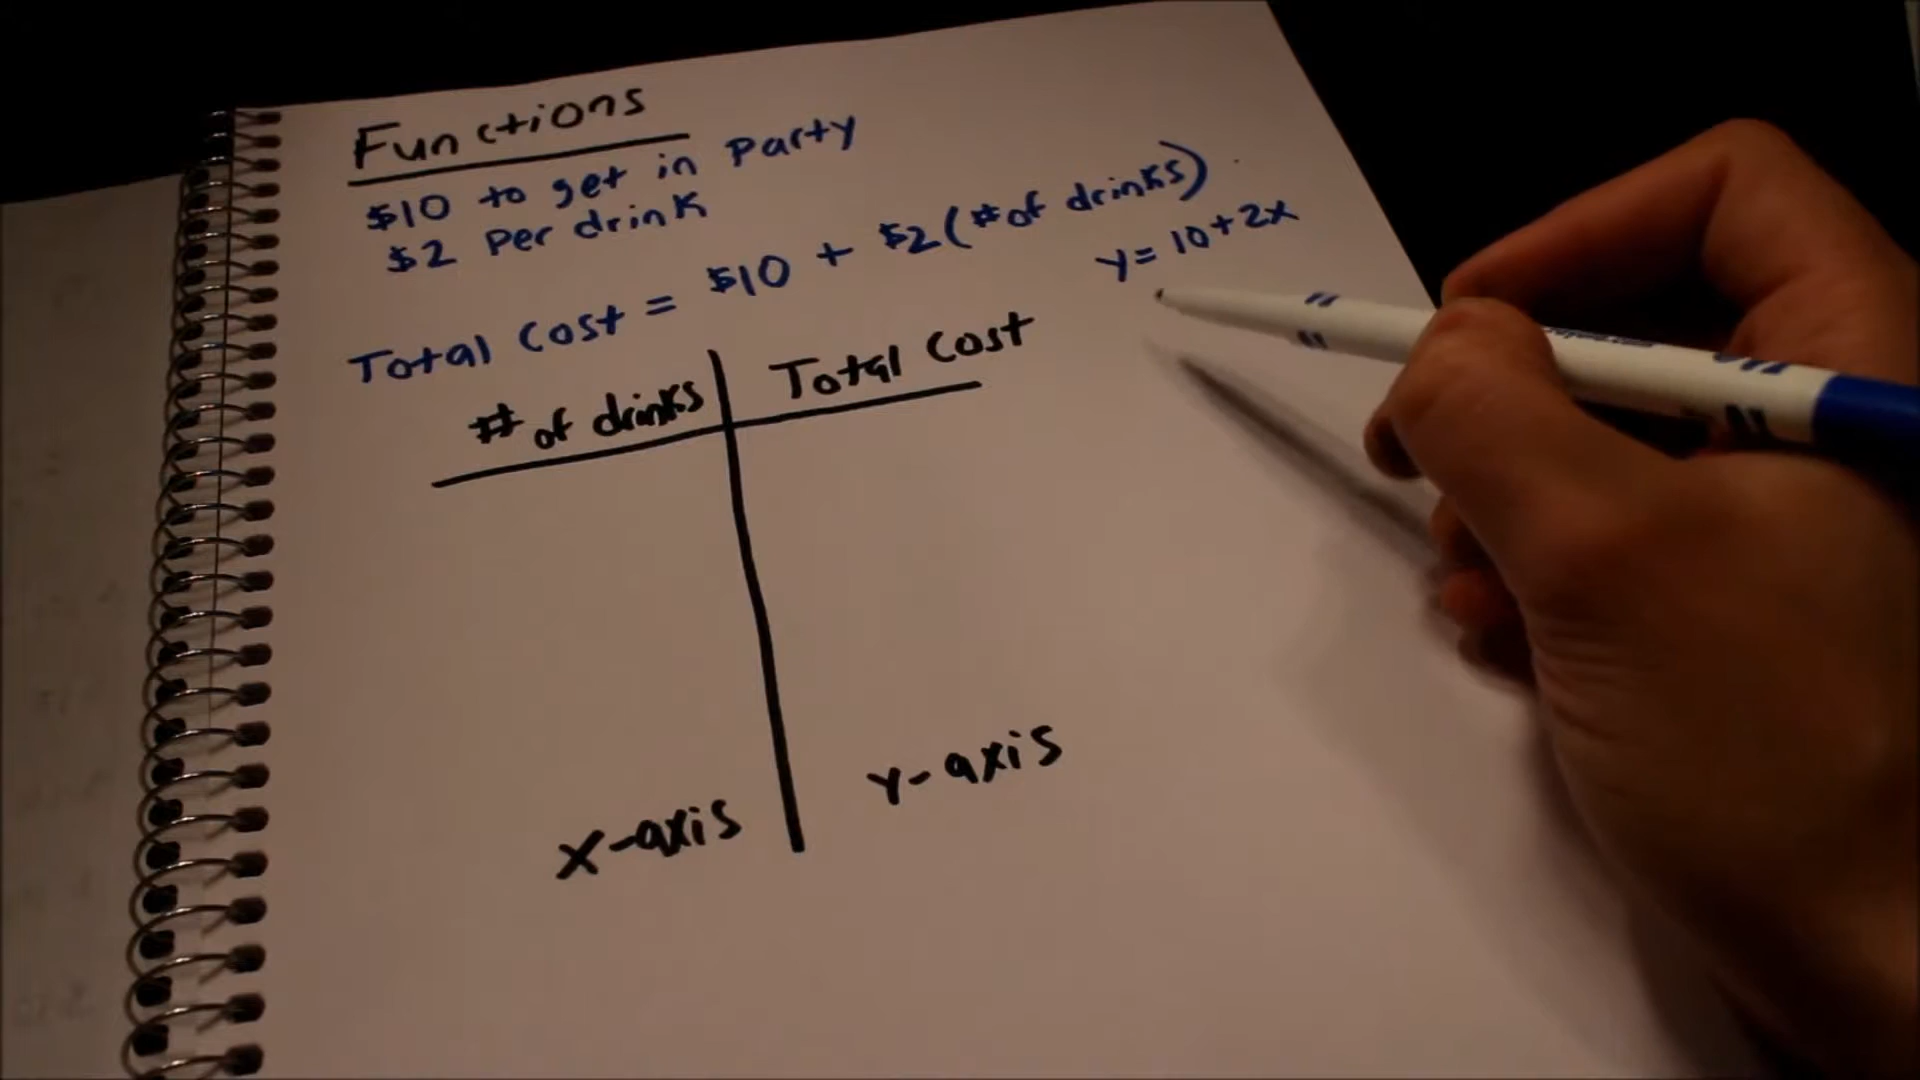 Functions
$10 to get in party
$2 per drink
Total Cost = $10 + $2 (# of drinks)
y = 10 + 2x
# of drinks Total Cost
x-axis y-axis